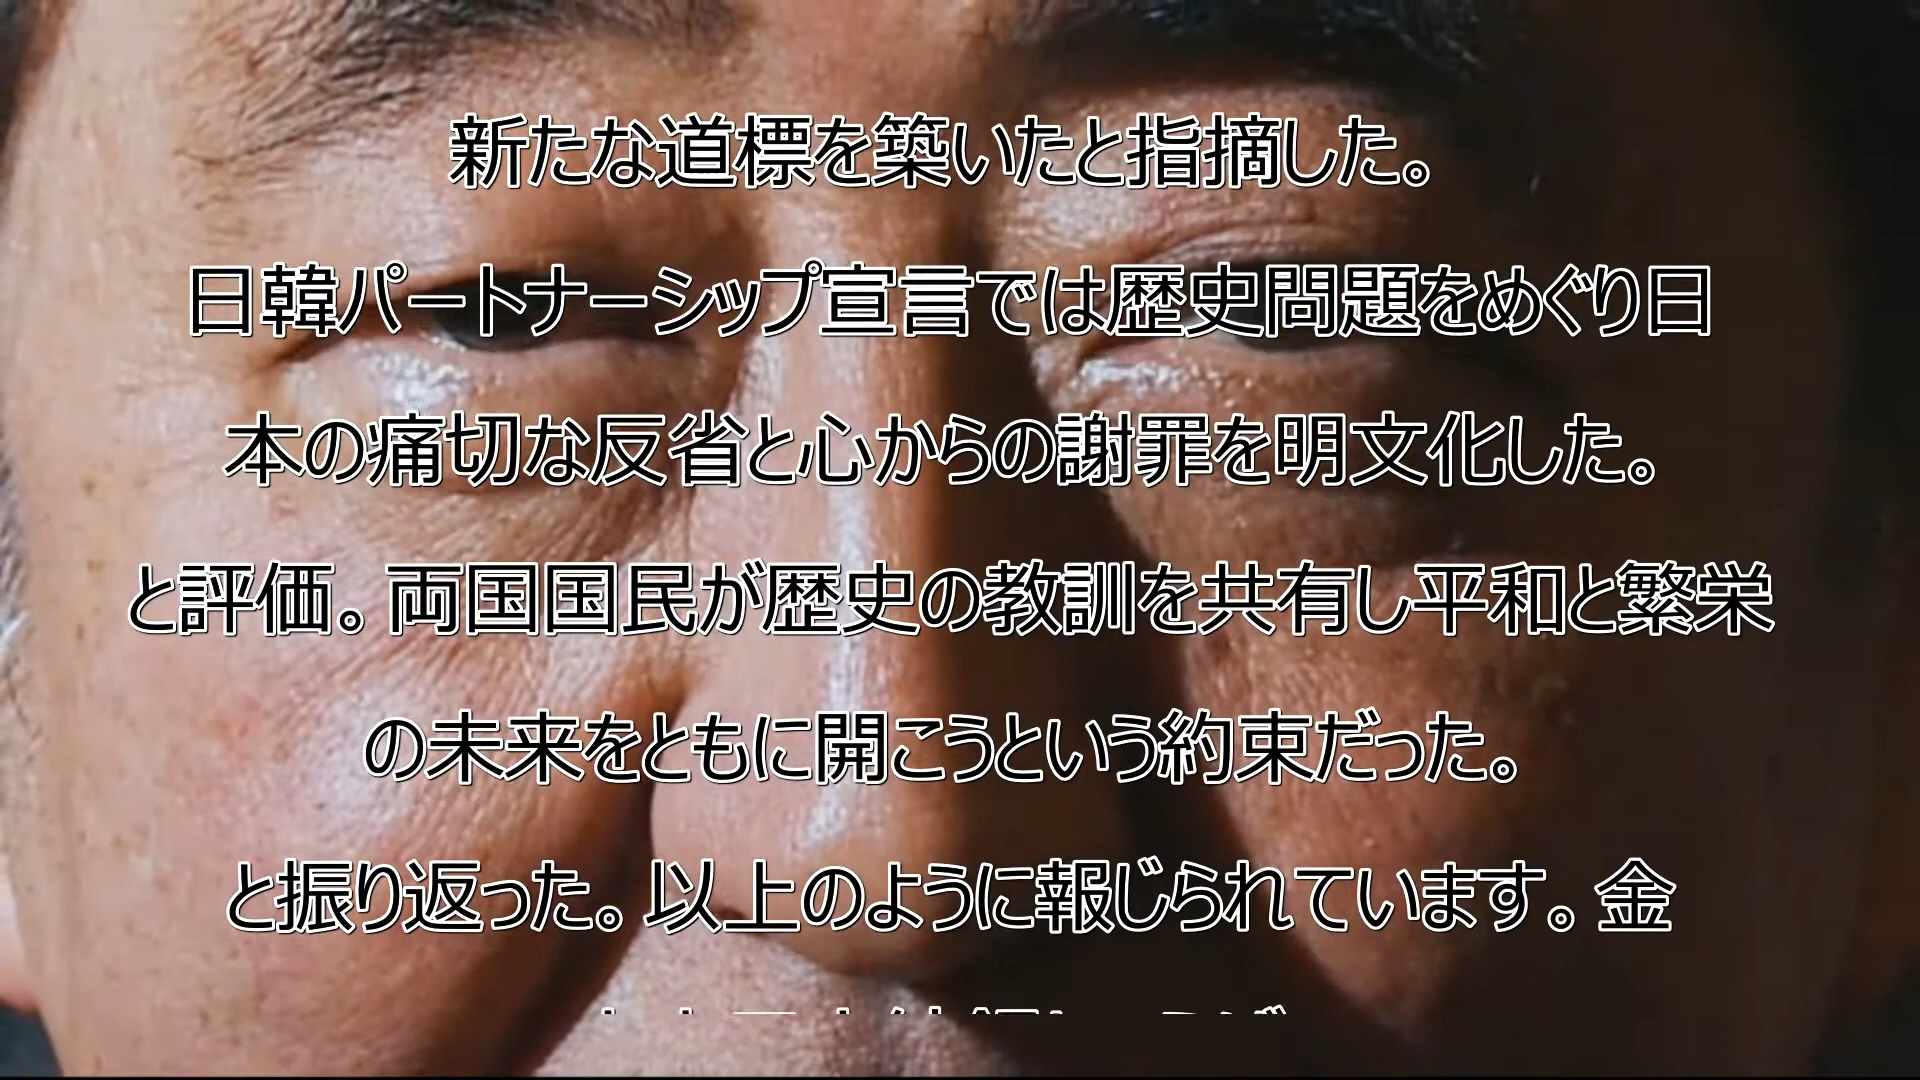 新たな道標を築いたと指摘した。
日韓パートナーシップ宣言では歴史問題をめぐり日
本の痛切な反省と心からの謝罪を明文化した。
と評価。両国国民が歴史の教訓を共有し平和と繁栄
の未来をともに開こうという約束だった。
と振り返った。以上のように報じられています。金